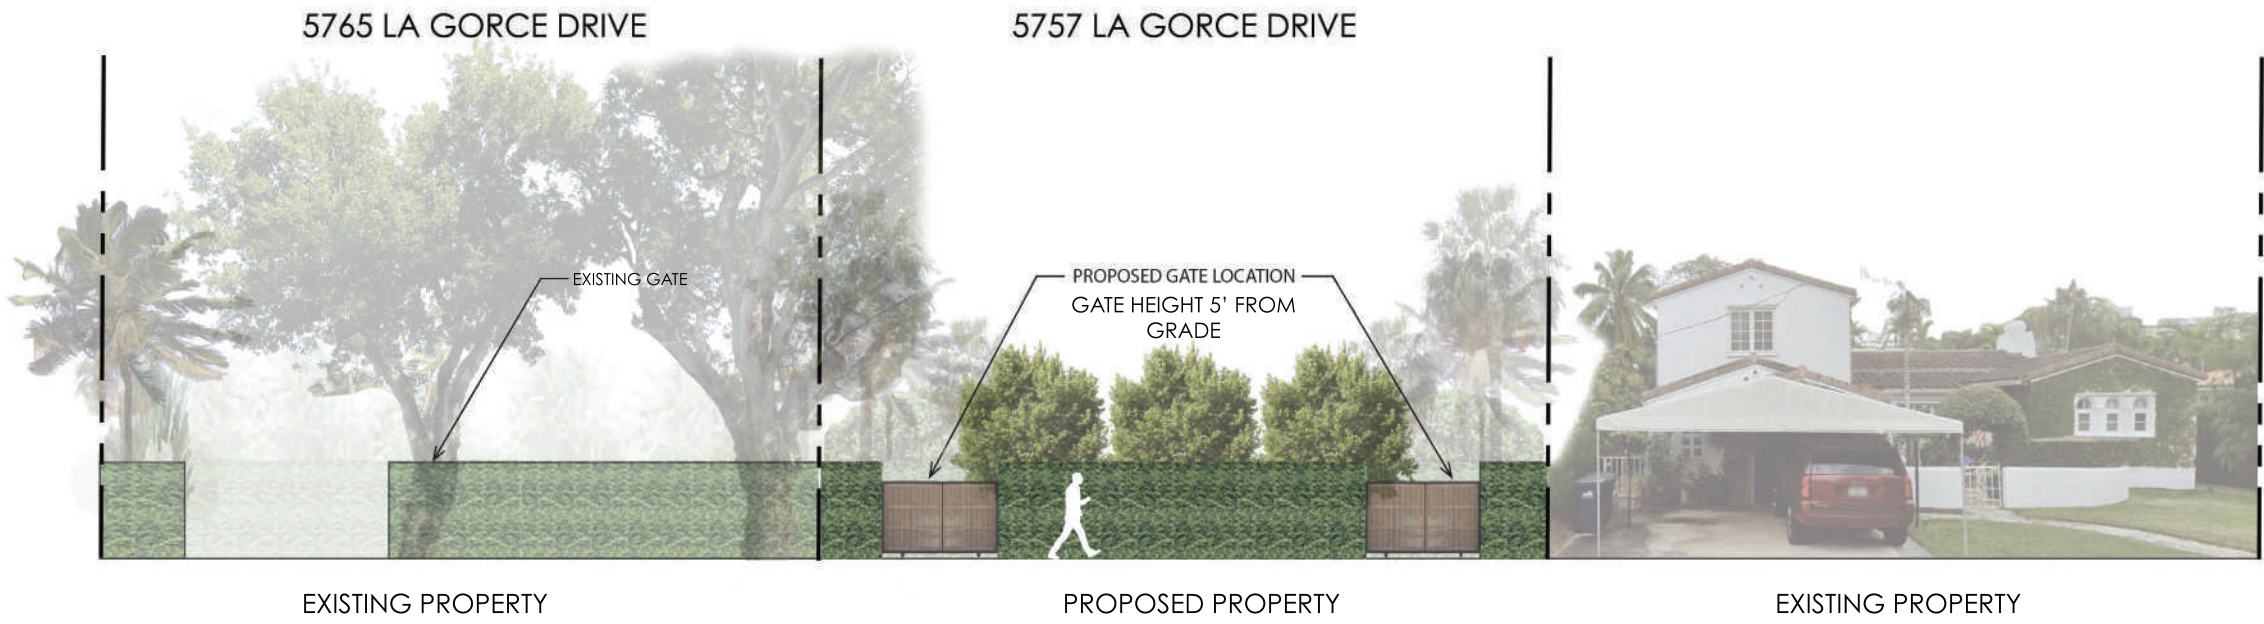 5765 LA GORCE DRIVE
5757 LA GORCE DRIVE
EXISTING GATE
PROPOSED GATE LOCATION
GATE HEIGHT 5' FROM
GRADE
EXISTING PROPERTY
PROPOSED PROPERTY
EXISTING PROPERTY